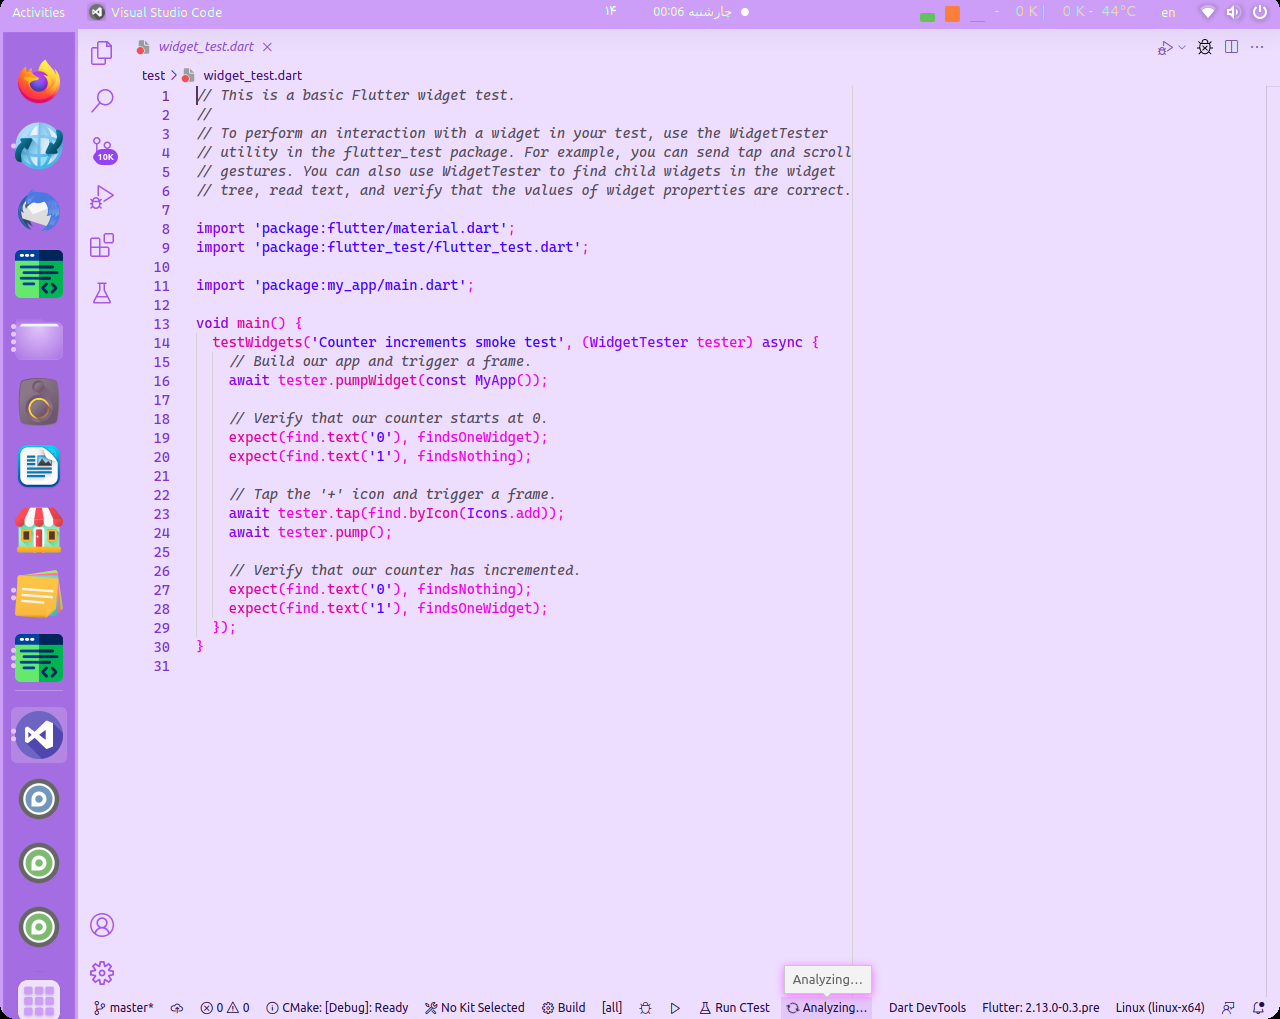 Activities
Visual Studio Code
۱۴
00:06 چارشنبه
- 0 K | 0 K - 44°C
en
widget_test.dart
test > widget_test.dart
10K
1 // This is a basic Flutter widget test.
2 //
3 // To perform an interaction with a widget in your test, use the WidgetTester
4 // utility in the flutter_test package. For example, you can send tap and scroll
5 // gestures. You can also use WidgetTester to find child widgets in the widget
6 // tree, read text, and verify that the values of widget properties are correct.
7
8 import 'package:flutter/material.dart';
9 import 'package:flutter_test/flutter_test.dart';
10
11 import 'package:my_app/main.dart';
12
13 void main() {
14 testWidgets('Counter increments smoke test', (WidgetTester tester) async {
15 // Build our app and trigger a frame.
16 await tester.pumpWidget(const MyApp());
17
18 // Verify that our counter starts at 0.
19 expect(find.text('0'), findsOneWidget);
20 expect(find.text('1'), findsNothing);
21
22 // Tap the '+' icon and trigger a frame.
23 await tester.tap(find.byIcon(Icons.add));
24 await tester.pump();
25
26 // Verify that our counter has incremented.
27 expect(find.text('0'), findsNothing);
28 expect(find.text('1'), findsOneWidget);
29 });
30 }
31
Analyzing...
master* 0 0 CMake: [Debug]: Ready No Kit Selected Build [all] Run CTest Analyzing... Dart DevTools Flutter: 2.13.0-0.3.pre Linux (linux-x64)